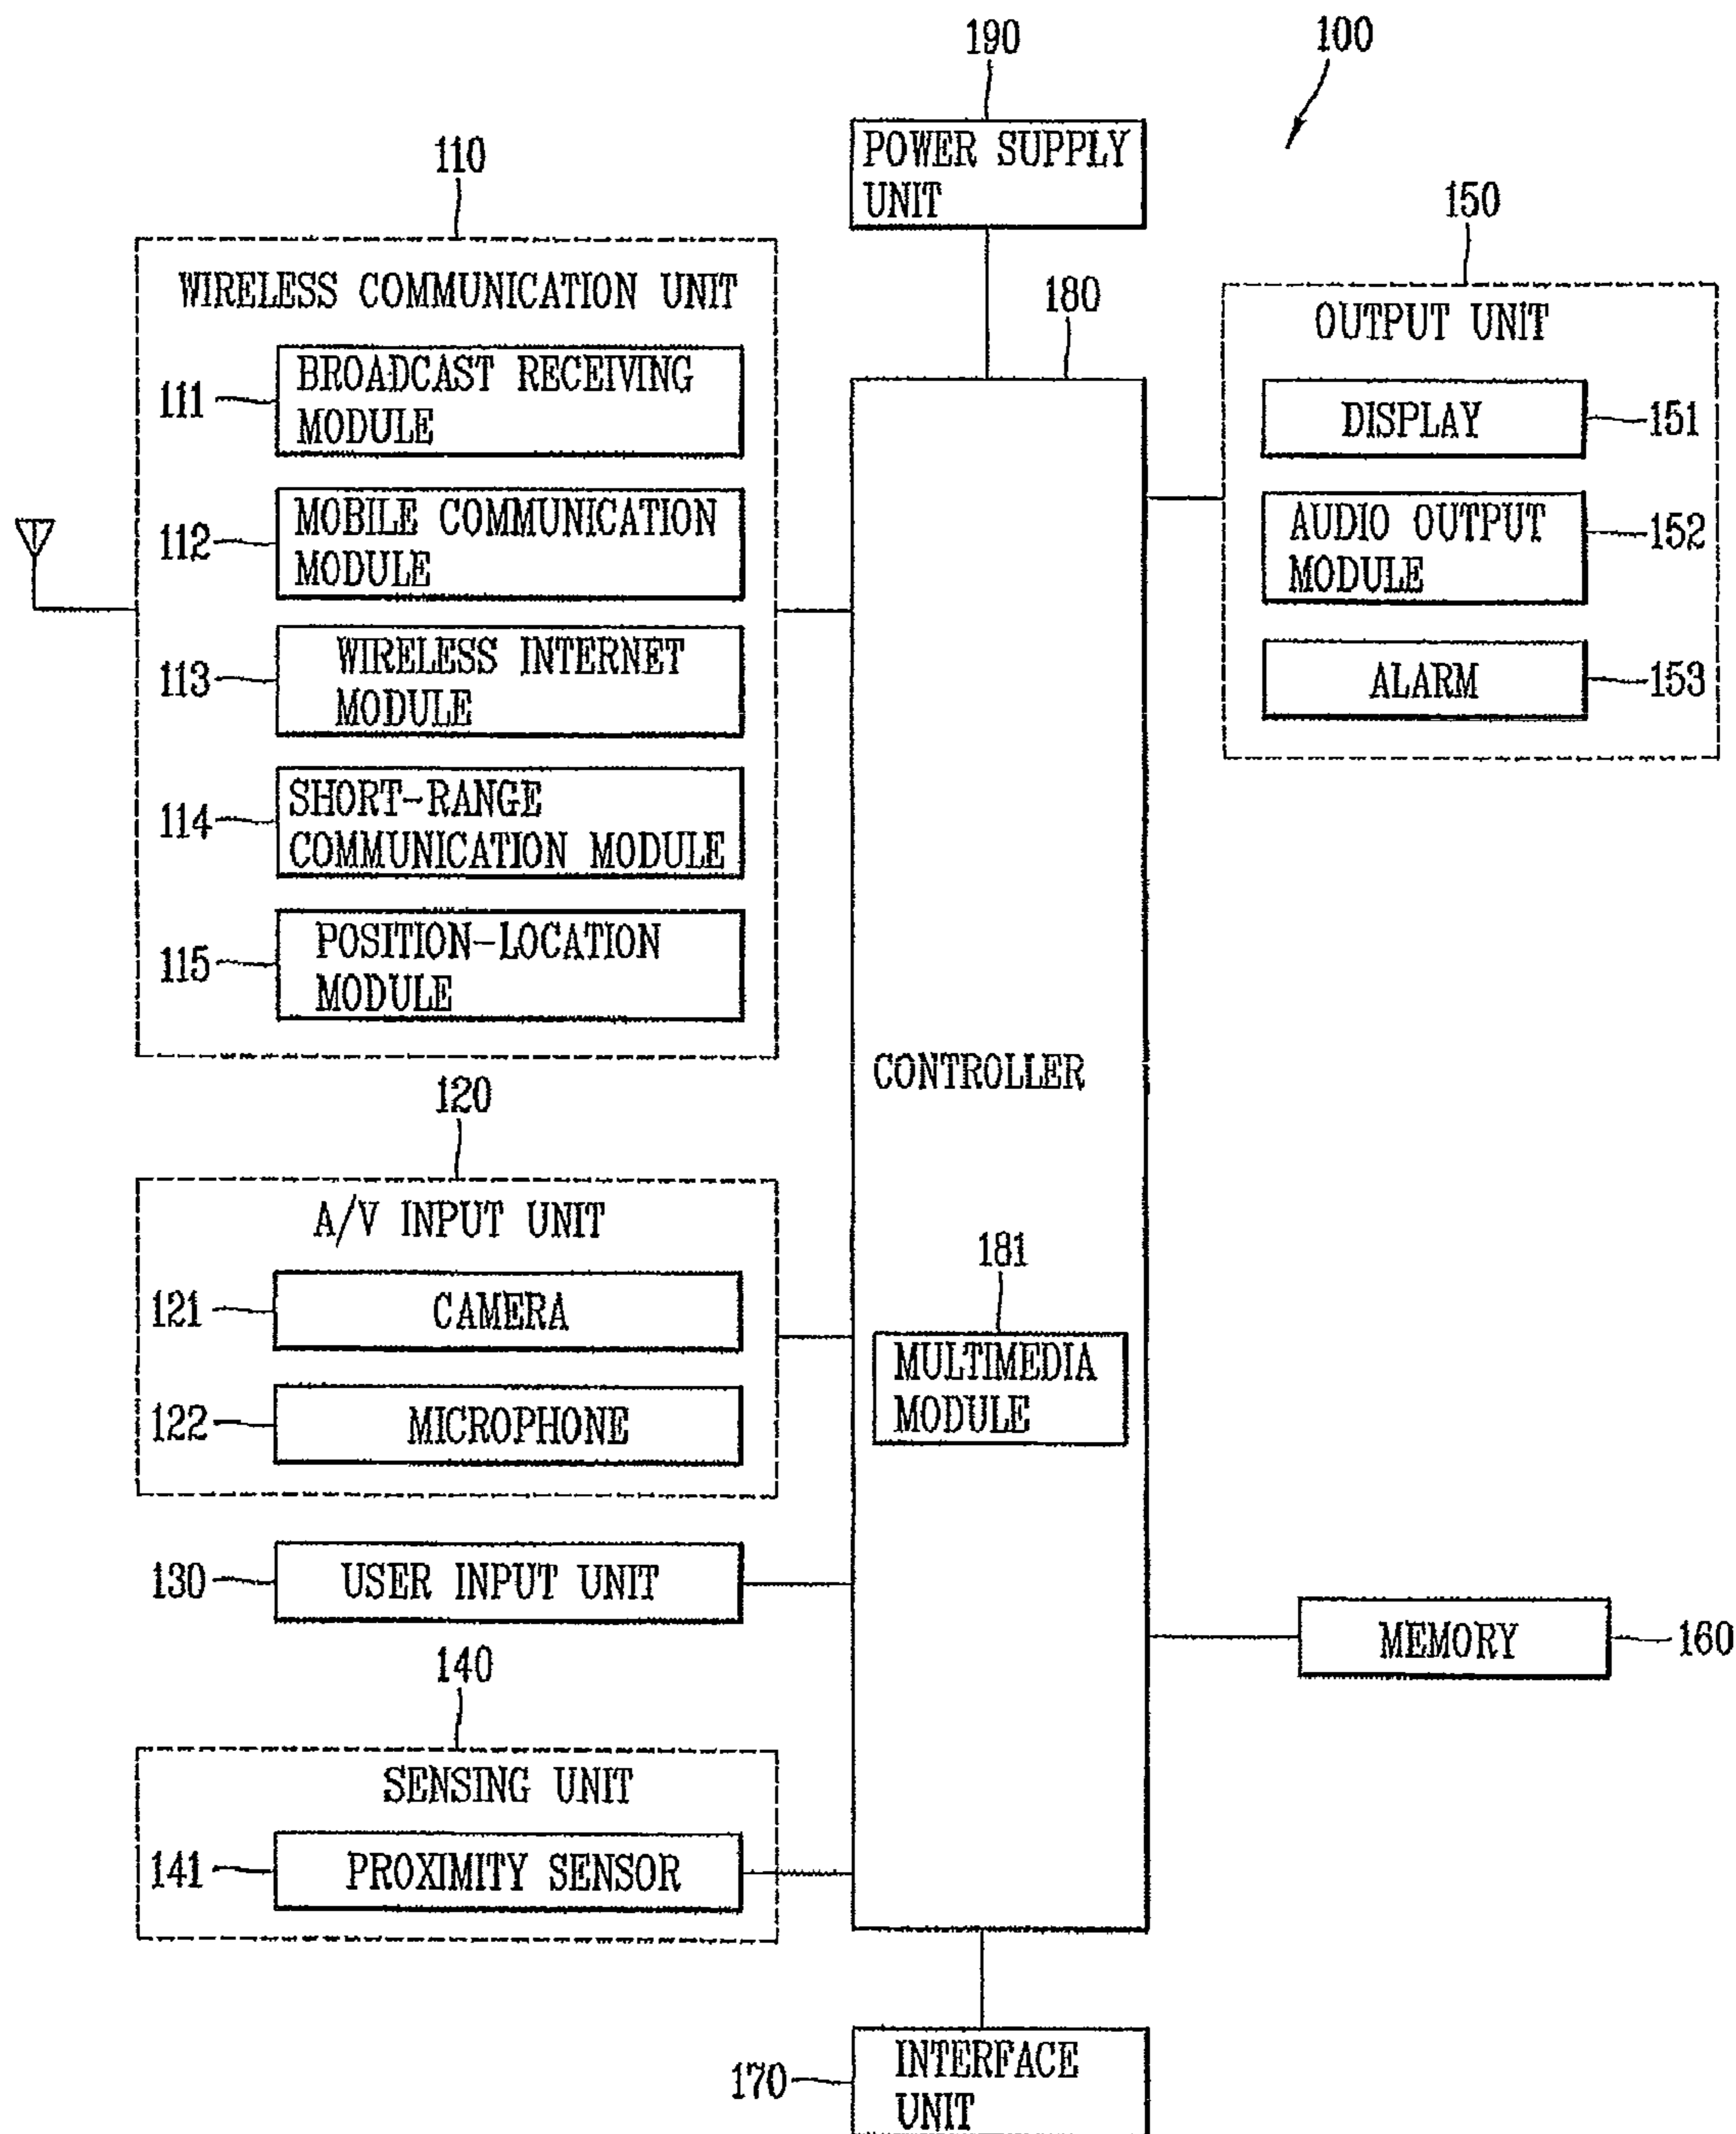 190
100
POWER SUPPLY
UNIT
110
WIRELESS COMMUNICATION UNIT
111
BROADCAST RECEIVING
MODULE
112
MOBILE COMMUNICATION
MODULE
113
WIRELESS INTERNET
MODULE
114
SHORT-RANGE
COMMUNICATION MODULE
115
POSITION-LOCATION
MODULE
180
CONTROLLER
181
MULTIMEDIA
MODULE
150
OUTPUT UNIT
DISPLAY
151
AUDIO OUTPUT
MODULE
152
ALARM
153
120
A/V INPUT UNIT
121
CAMERA
122
MICROPHONE
130
USER INPUT UNIT
MEMORY
160
140
SENSING UNIT
141
PROXIMITY SENSOR
170
INTERFACE
UNIT